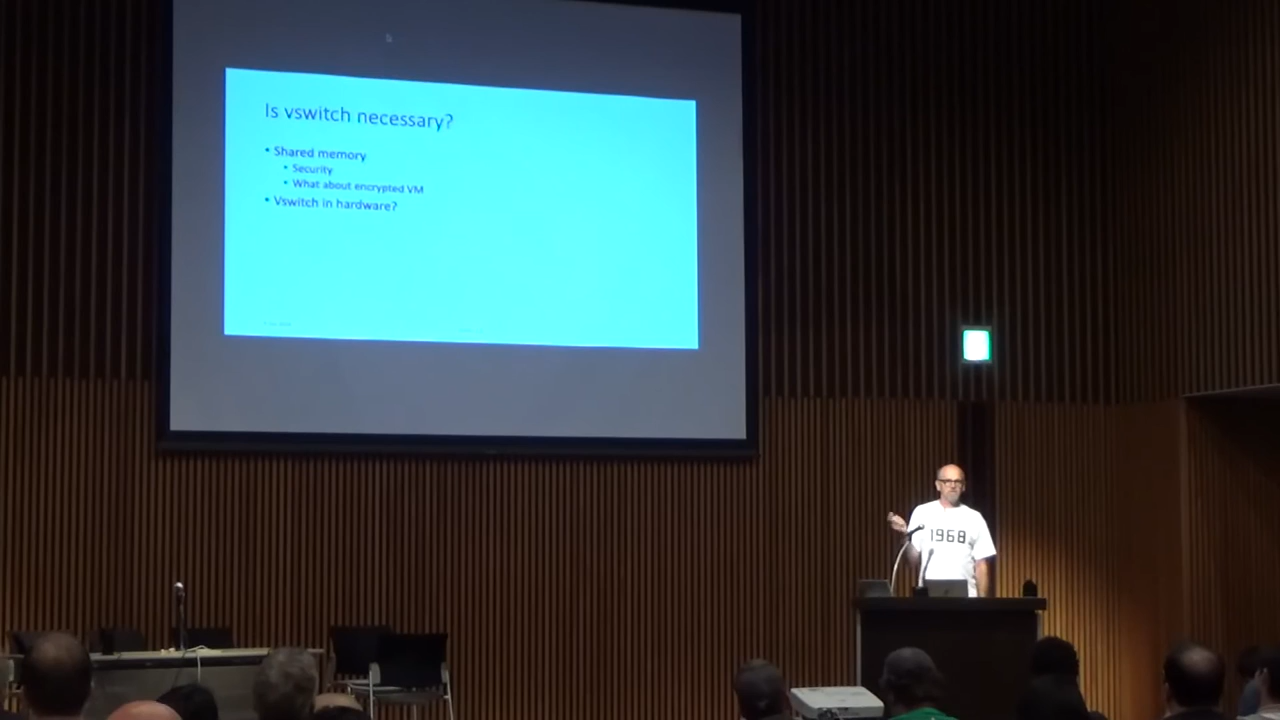 Is vswitch necessary?
• Shared memory
• Security
• What about encrypted VM
• Vswitch in hardware?
1968